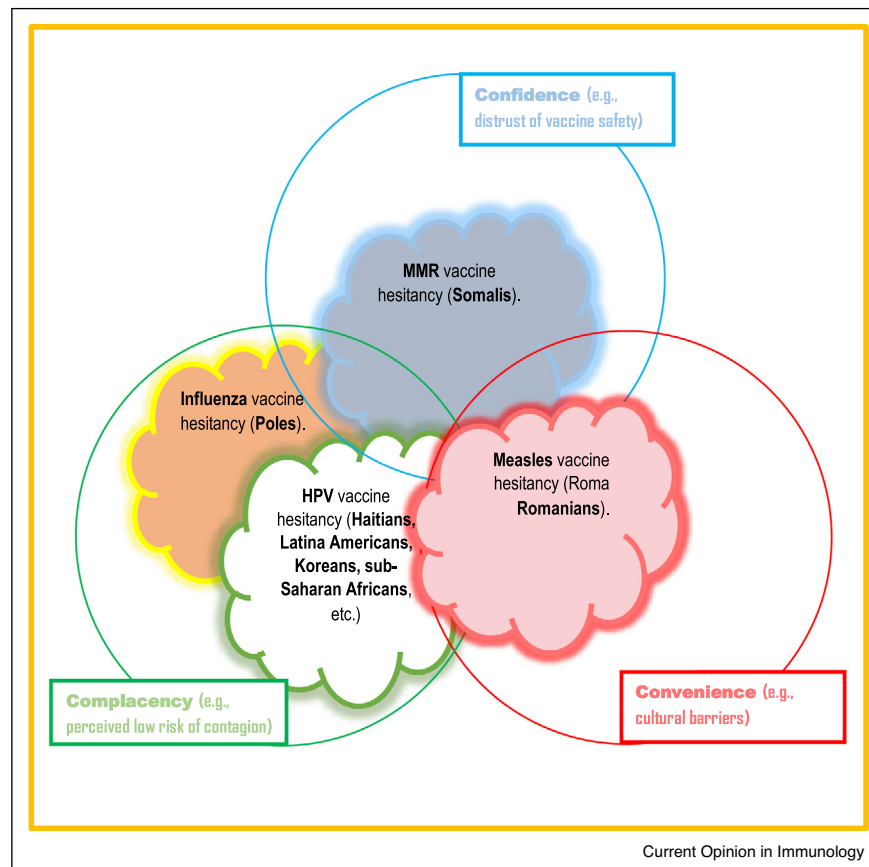 Confidence (e.g.,
distrust of vaccine safety)
MMR vaccine
hesitancy (Somalis).
Influenza vaccine
hesitancy (Poles).
Measles vaccine
hesitancy (Roma
Romanians).
HPV vaccine
hesitancy (Haitians,
Latina Americans,
Koreans, sub-
Saharan Africans,
etc.)
Complacency (e.g.,
perceived low risk of contagion)
Convenience (e.g.,
cultural barriers)
Current Opinion in Immunology